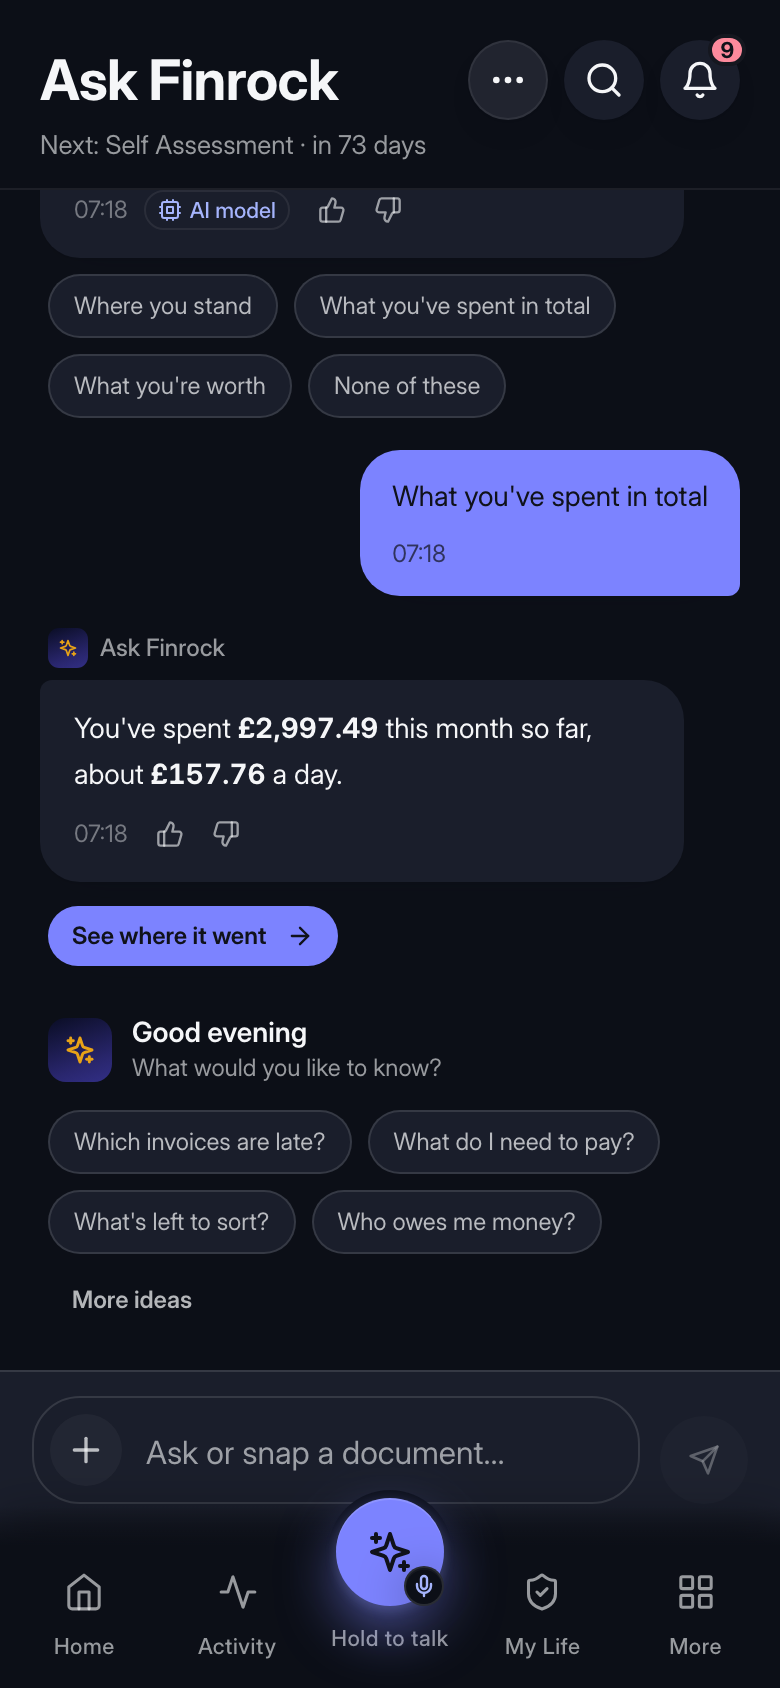 Ask Finrock
9
Next: Self Assessment · in 73 days
07:18 AI model
Where you stand
What you've spent in total
What you're worth
None of these
What you've spent in total
07:18
Ask Finrock
You've spent £2,997.49 this month so far,
about £157.76 a day.
07:18
See where it went
Good evening
What would you like to know?
Which invoices are late?
What do I need to pay?
What's left to sort?
Who owes me money?
More ideas
Ask or snap a document...
Home
Activity
Hold to talk
My Life
More